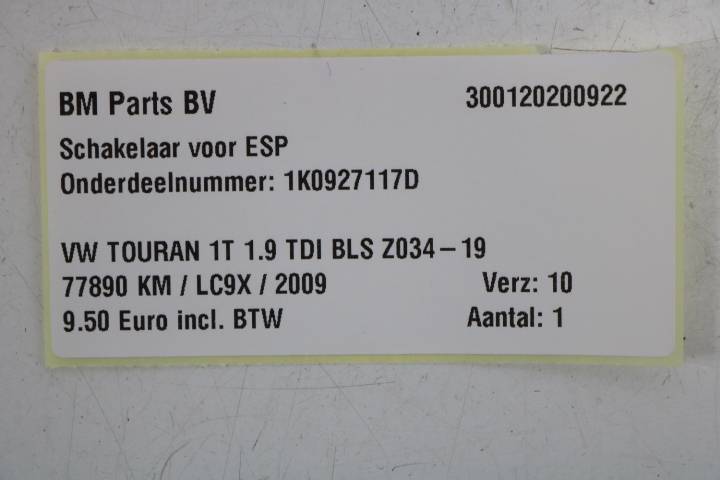 BM Parts BV 300120200922
Schakelaar voor ESP
Onderdeelnummer: 1K0927117D
VW TOURAN 1T 1.9 TDI BLS Z034-19
77890 KM / LC9X / 2009 Verz: 10
9.50 Euro incl. BTW Aantal: 1